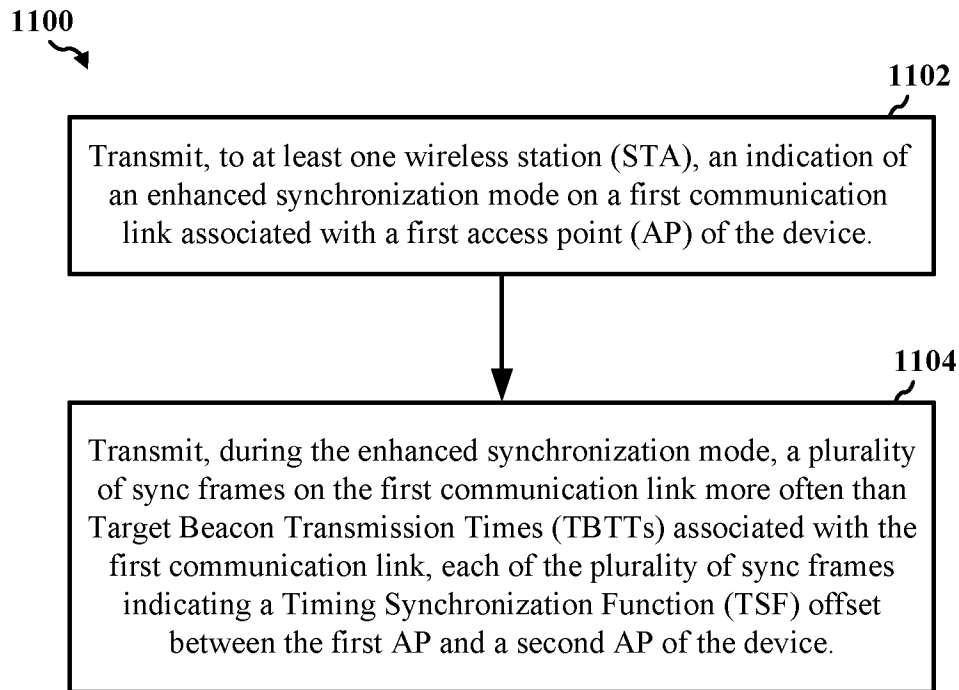 1100
1102
Transmit, to at least one wireless station (STA), an indication of
an enhanced synchronization mode on a first communication
link associated with a first access point (AP) of the device.
1104
Transmit, during the enhanced synchronization mode, a plurality
of sync frames on the first communication link more often than
Target Beacon Transmission Times (TBTTs) associated with the
first communication link, each of the plurality of sync frames
indicating a Timing Synchronization Function (TSF) offset
between the first AP and a second AP of the device.